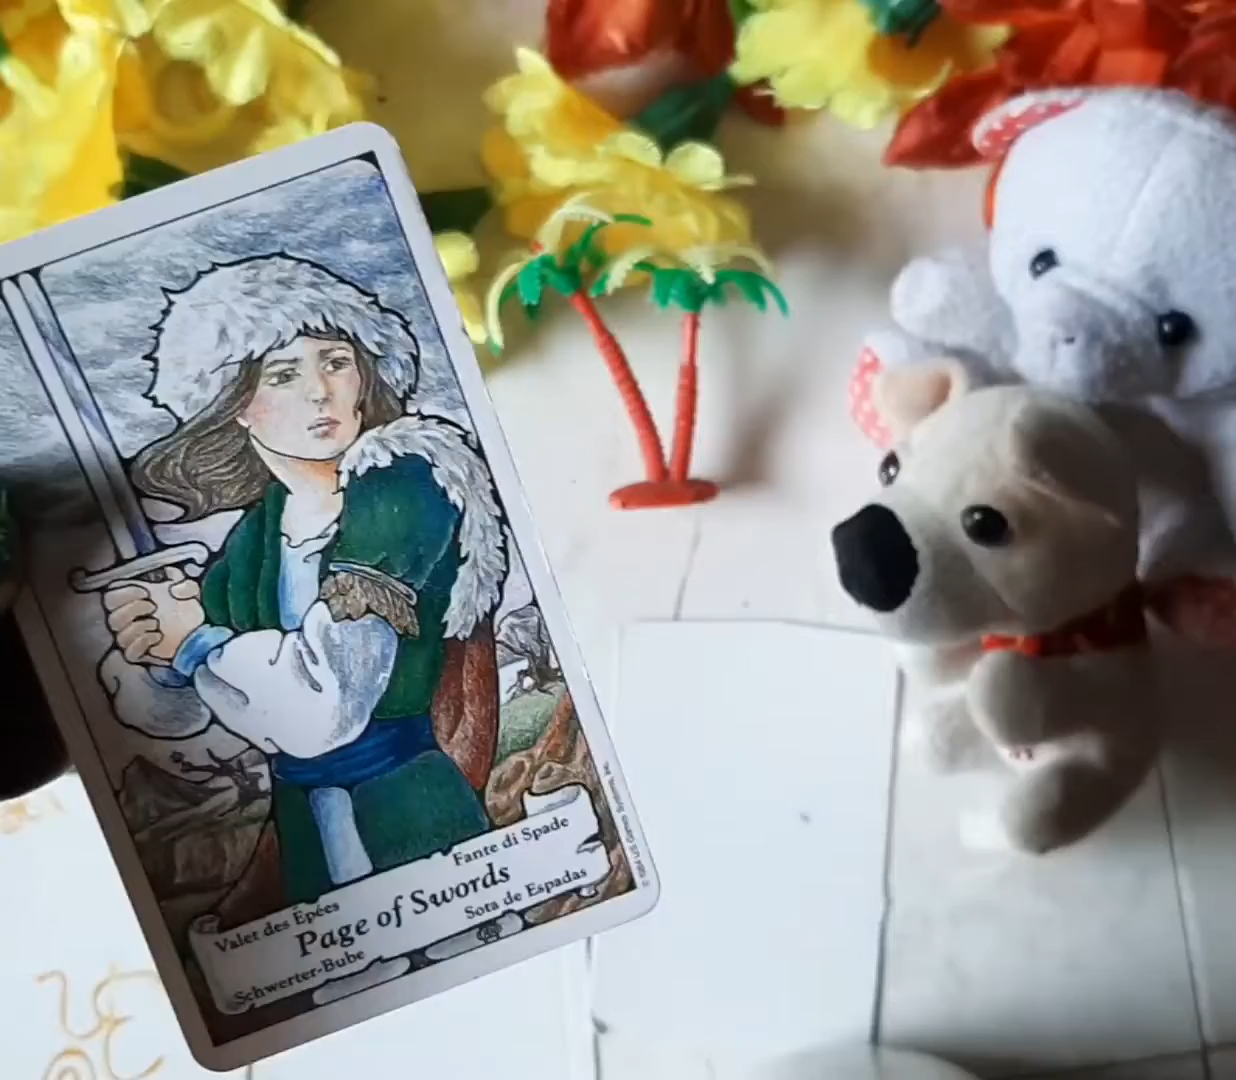 Fante di Spade
Valet des Épées
Page of Swords
Sota de Espadas
Schwerter-Bube